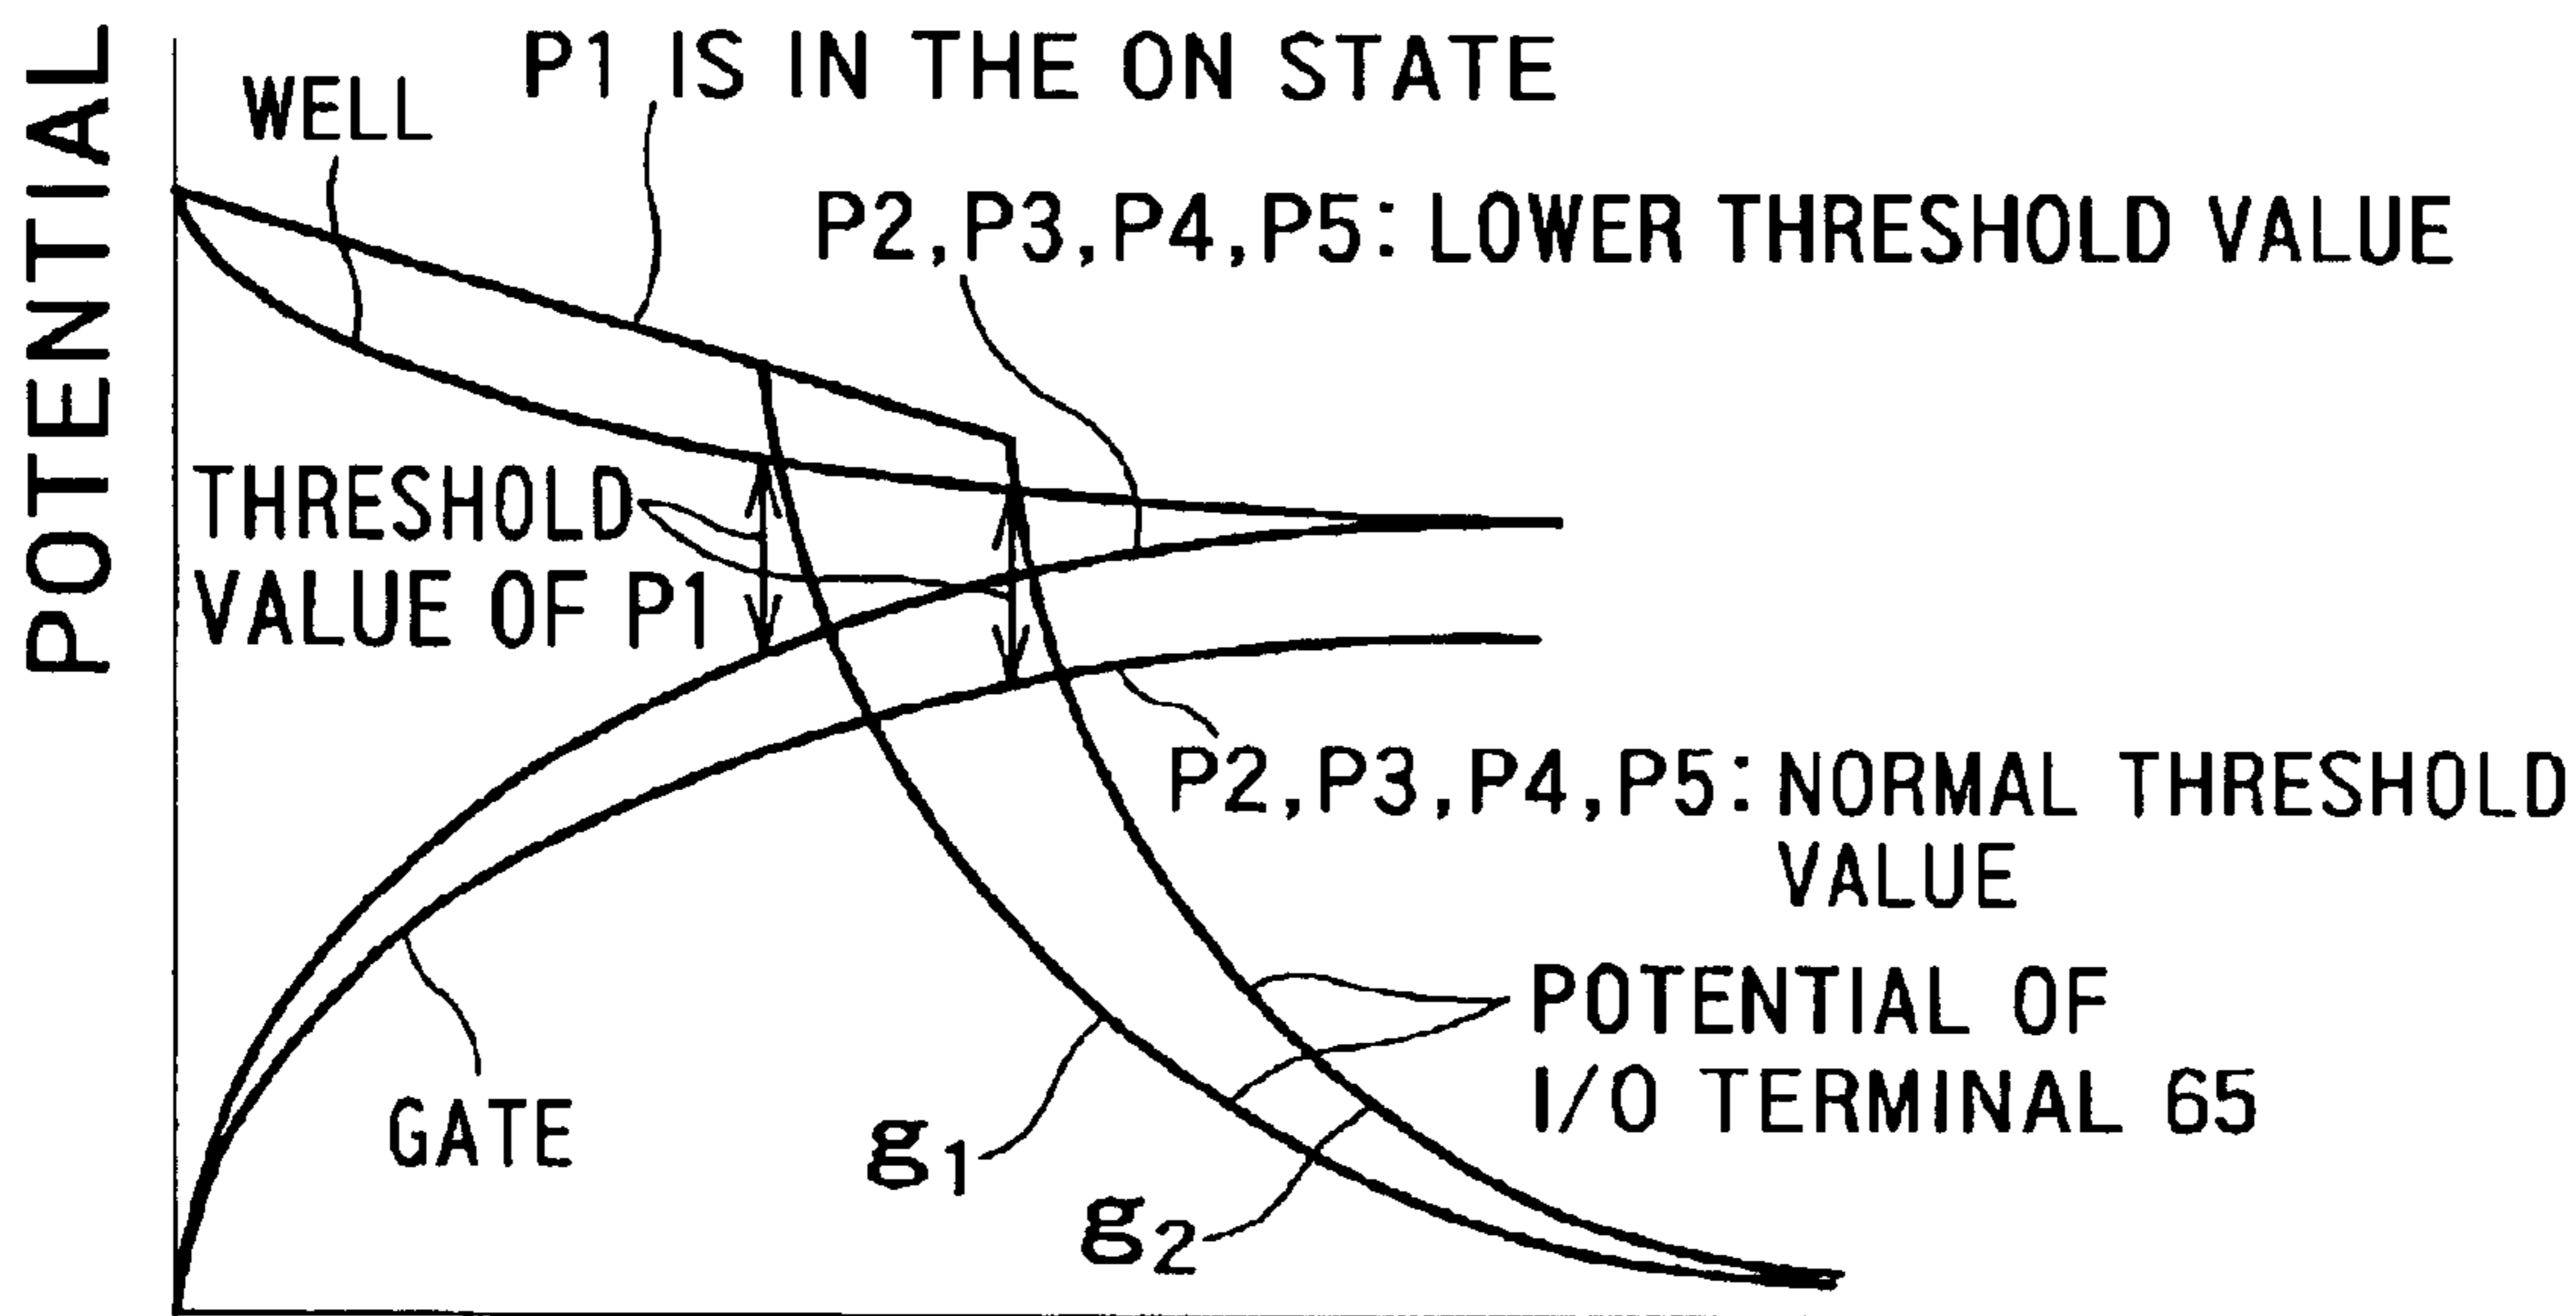 POTENTIAL
P1 IS IN THE ON STATE
WELL
P2,P3,P4,P5: LOWER THRESHOLD VALUE
THRESHOLD
VALUE OF P1
P2,P3,P4,P5: NORMAL THRESHOLD
VALUE
POTENTIAL OF
I/O TERMINAL 65
GATE
g1
g2